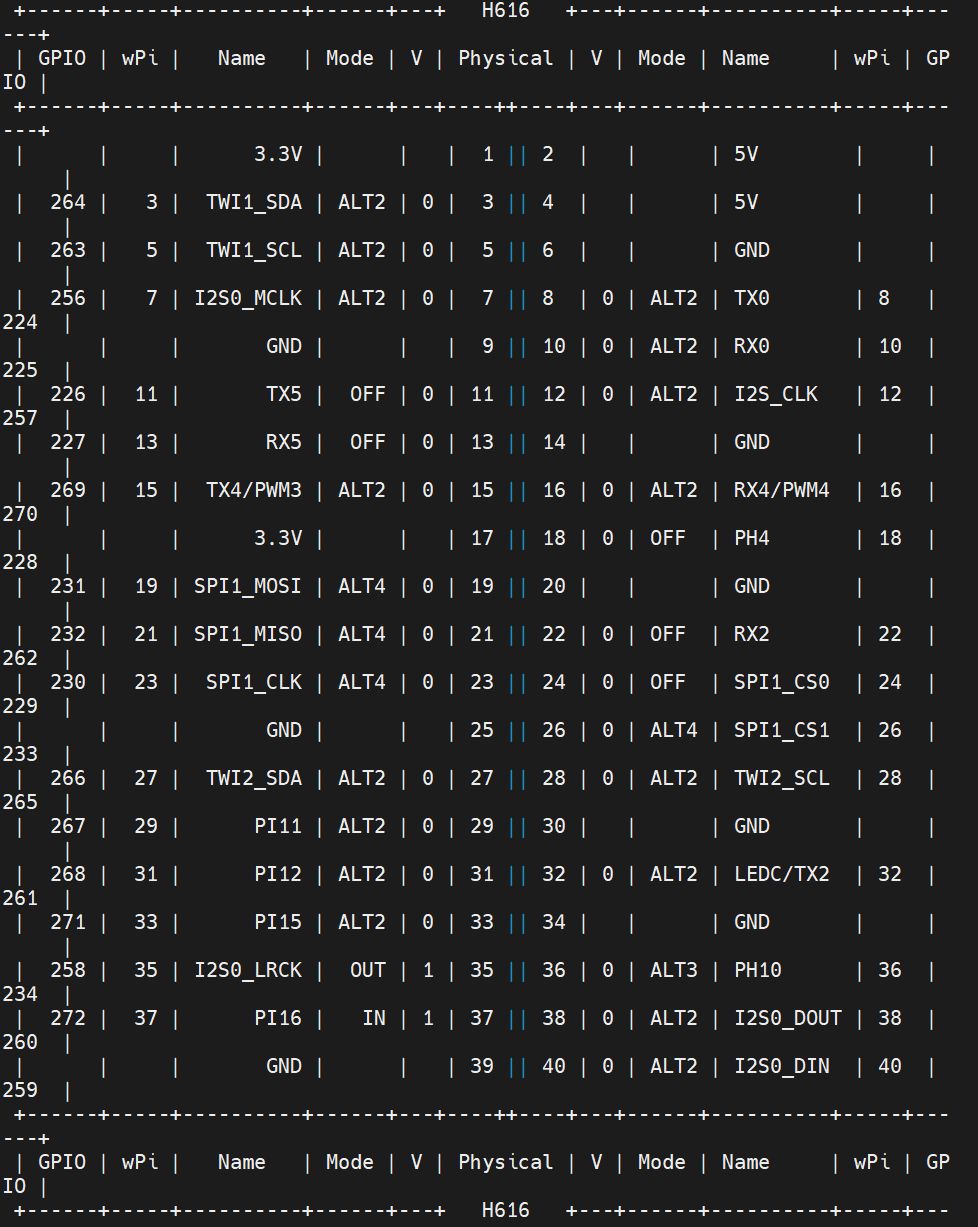 +------+-----+----------+------+---+   H616   +---+------+----------+-----+---
---+
| GPIO | wPi |   Name   | Mode | V | Physical | V | Mode | Name     | wPi | GP
IO |
+------+-----+----------+------+---+----++----+---+------+----------+-----+---
---+
|      |     |     3.3V |      |   |  1 || 2  |   |      | 5V       |     |
     |
|  264 |   3 | TWI1_SDA | ALT2 | 0 |  3 || 4  |   |      | 5V       |     |
     |
|  263 |   5 | TWI1_SCL | ALT2 | 0 |  5 || 6  |   |      | GND      |     |
     |
|  256 |   7 | I2S0_MCLK | ALT2 | 0 |  7 || 8  | 0 | ALT2 | TX0      | 8   |
224  |
|      |     |      GND |      |   |  9 || 10 | 0 | ALT2 | RX0      | 10  |
225  |
|  226 |  11 |      TX5 |  OFF | 0 | 11 || 12 | 0 | ALT2 | I2S_CLK   | 12  |
257  |
|  227 |  13 |      RX5 |  OFF | 0 | 13 || 14 |   |      | GND      |     |
     |
|  269 |  15 | TX4/PWM3 | ALT2 | 0 | 15 || 16 | 0 | ALT2 | RX4/PWM4  | 16  |
270  |
|      |     |     3.3V |      |   | 17 || 18 | 0 | OFF  | PH4      | 18  |
228  |
|  231 |  19 | SPI1_MOSI | ALT4 | 0 | 19 || 20 |   |      | GND      |     |
     |
|  232 |  21 | SPI1_MISO | ALT4 | 0 | 21 || 22 | 0 | OFF  | RX2      | 22  |
262  |
|  230 |  23 | SPI1_CLK | ALT4 | 0 | 23 || 24 | 0 | OFF  | SPI1_CS0  | 24  |
229  |
|      |     |      GND |      |   | 25 || 26 | 0 | ALT4 | SPI1_CS1  | 26  |
233  |
|  266 |  27 | TWI2_SDA | ALT2 | 0 | 27 || 28 | 0 | ALT2 | TWI2_SCL  | 28  |
265  |
|  267 |  29 |     PI11 | ALT2 | 0 | 29 || 30 |   |      | GND      |     |
     |
|  268 |  31 |     PI12 | ALT2 | 0 | 31 || 32 | 0 | ALT2 | LEDC/TX2  | 32  |
261  |
|  271 |  33 |     PI15 | ALT2 | 0 | 33 || 34 |   |      | GND      |     |
     |
|  258 |  35 | I2S0_LRCK |  OUT | 1 | 35 || 36 | 0 | ALT3 | PH10     | 36  |
234  |
|  272 |  37 |     PI16 |   IN | 1 | 37 || 38 | 0 | ALT2 | I2S0_DOUT | 38  |
260  |
|      |     |      GND |      |   | 39 || 40 | 0 | ALT2 | I2S0_DIN  | 40  |
259  |
+------+-----+----------+------+---+----++----+---+------+----------+-----+---
---+
| GPIO | wPi |   Name   | Mode | V | Physical | V | Mode | Name     | wPi | GP
IO |
+------+-----+----------+------+---+   H616   +---+------+----------+-----+---